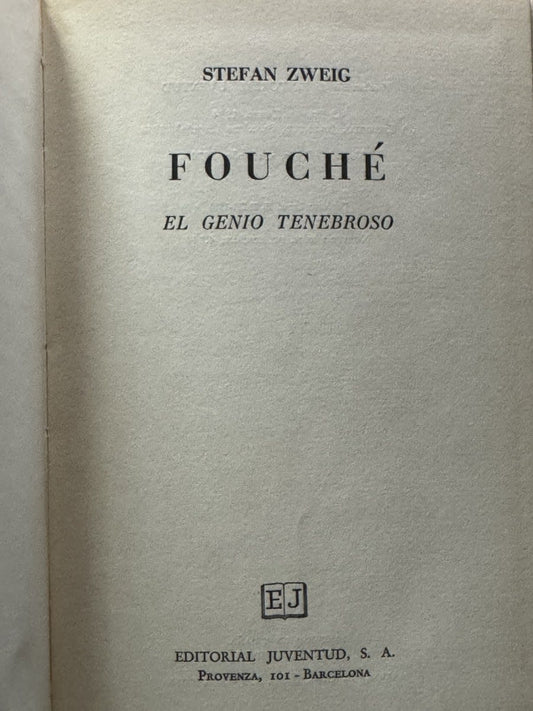 STEFAN ZWEIG
FOUCHÉ
EL GENIO TENEBROSO
EJ
EDITORIAL JUVENTUD, S. A.
PROVENZA, 101 - BARCELONA